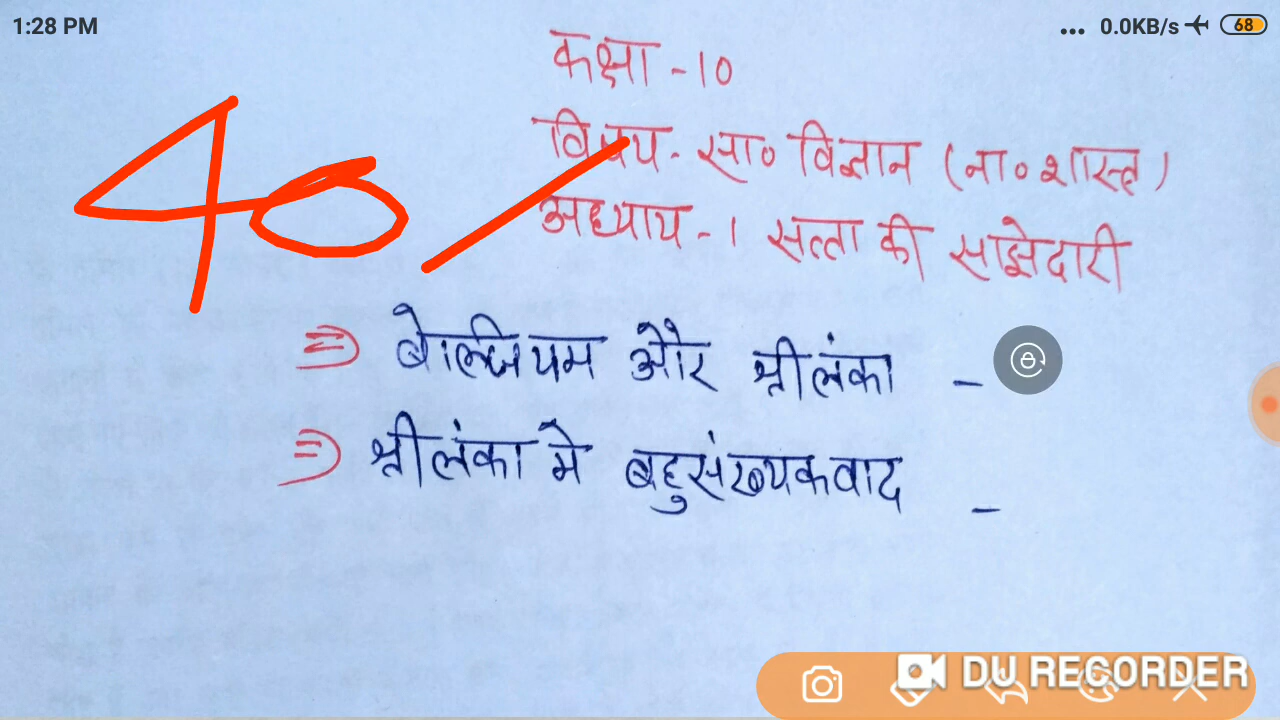 1:28 PM
... 0.0KB/s 68
कक्षा - 10
विषय - सा० विज्ञान (ना० शास्त्र)
अध्याय - 1 सत्ता की साझेदारी
40
⇒ बेल्जियम और श्रीलंका -
⇒ श्रीलंका मे बहुसंख्यकवाद -
DU RECORDER